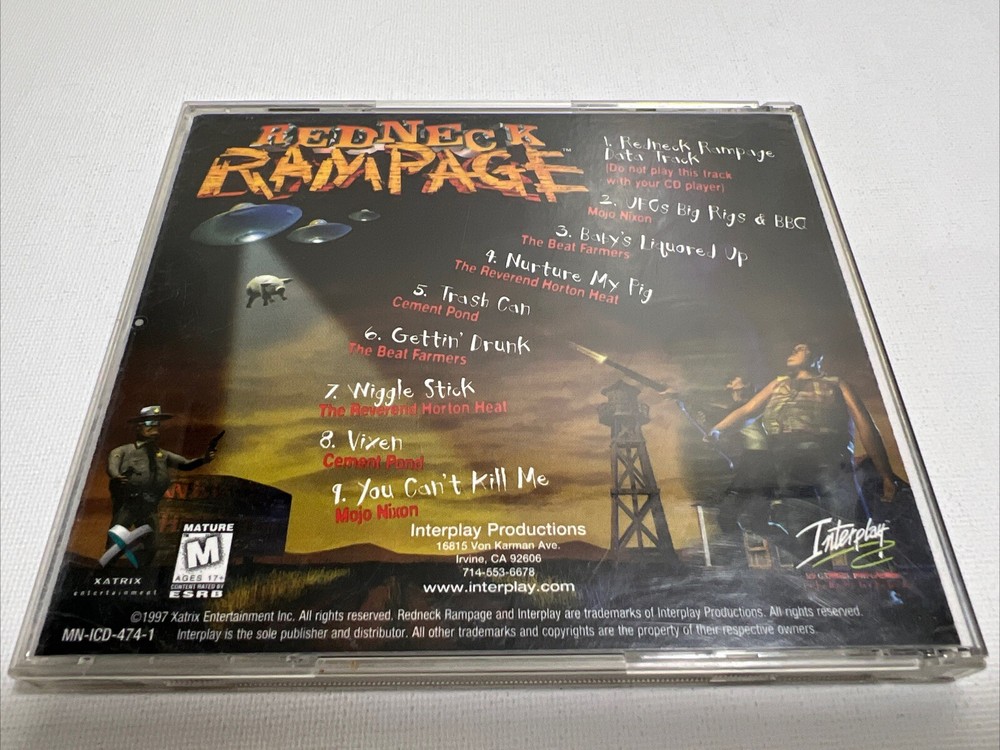 REDNECK
RAMPAGE™
1. Redneck Rampage
Data Track
(Do not play this track
with your CD player)
2. UFOs Big Rigs & BBQ
Mojo Nixon
3. Baby's Liquored Up
The Beat Farmers
4. Nurture My Pig
The Reverend Horton Heat
5. Trash Can
Cement Pond
6. Gettin' Drunk
The Beat Farmers
7. Wiggle Stick
The Reverend Horton Heat
8. Vixen
Cement Pond
9. You Can't Kill Me
Mojo Nixon
XATRIX
entertainment
MATURE
M
AGES 17+
CONTENT RATED BY
ESRB
Interplay Productions
16815 Von Karman Ave.
Irvine, CA 92606
714-553-6678
www.interplay.com
Interplay
©1997 Xatrix Entertainment Inc. All rights reserved. Redneck Rampage and Interplay are trademarks of Interplay Productions. All rights reserved.
MN-ICD-474-1 Interplay is the sole publisher and distributor. All other trademarks and copyrights are the property of their respective owners.